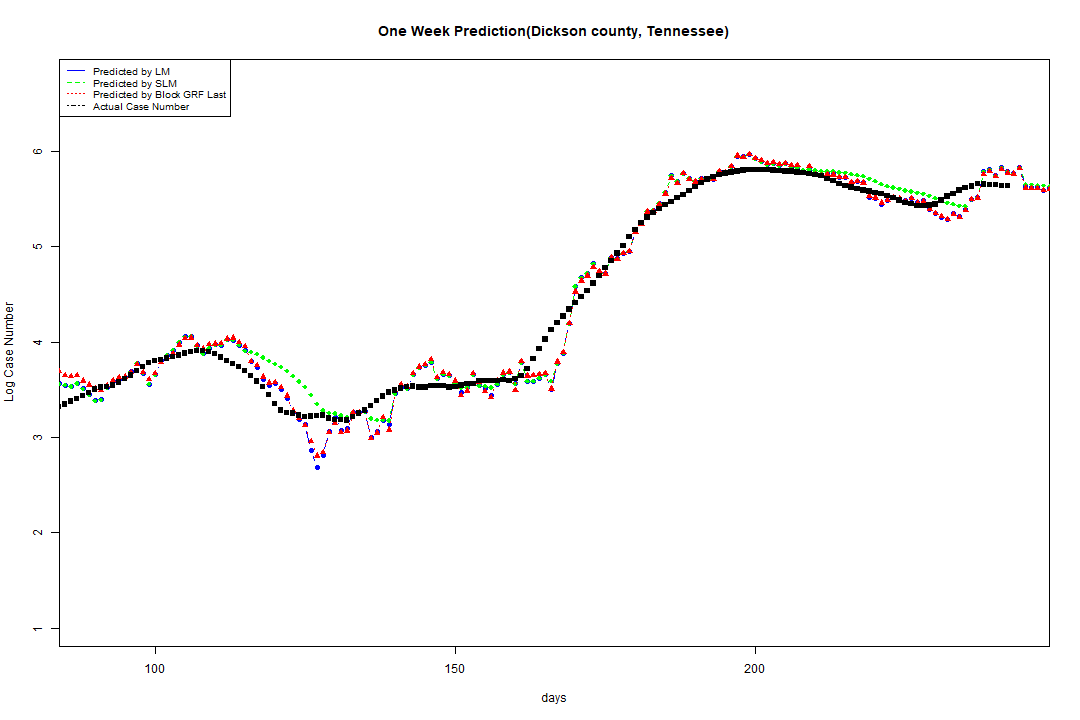 One Week Prediction(Dickson county, Tennessee)
Predicted by LM
Predicted by SLM
Predicted by Block GRF Last
Actual Case Number
6
5
4
3
2
1
Log Case Number
100 150 200
days